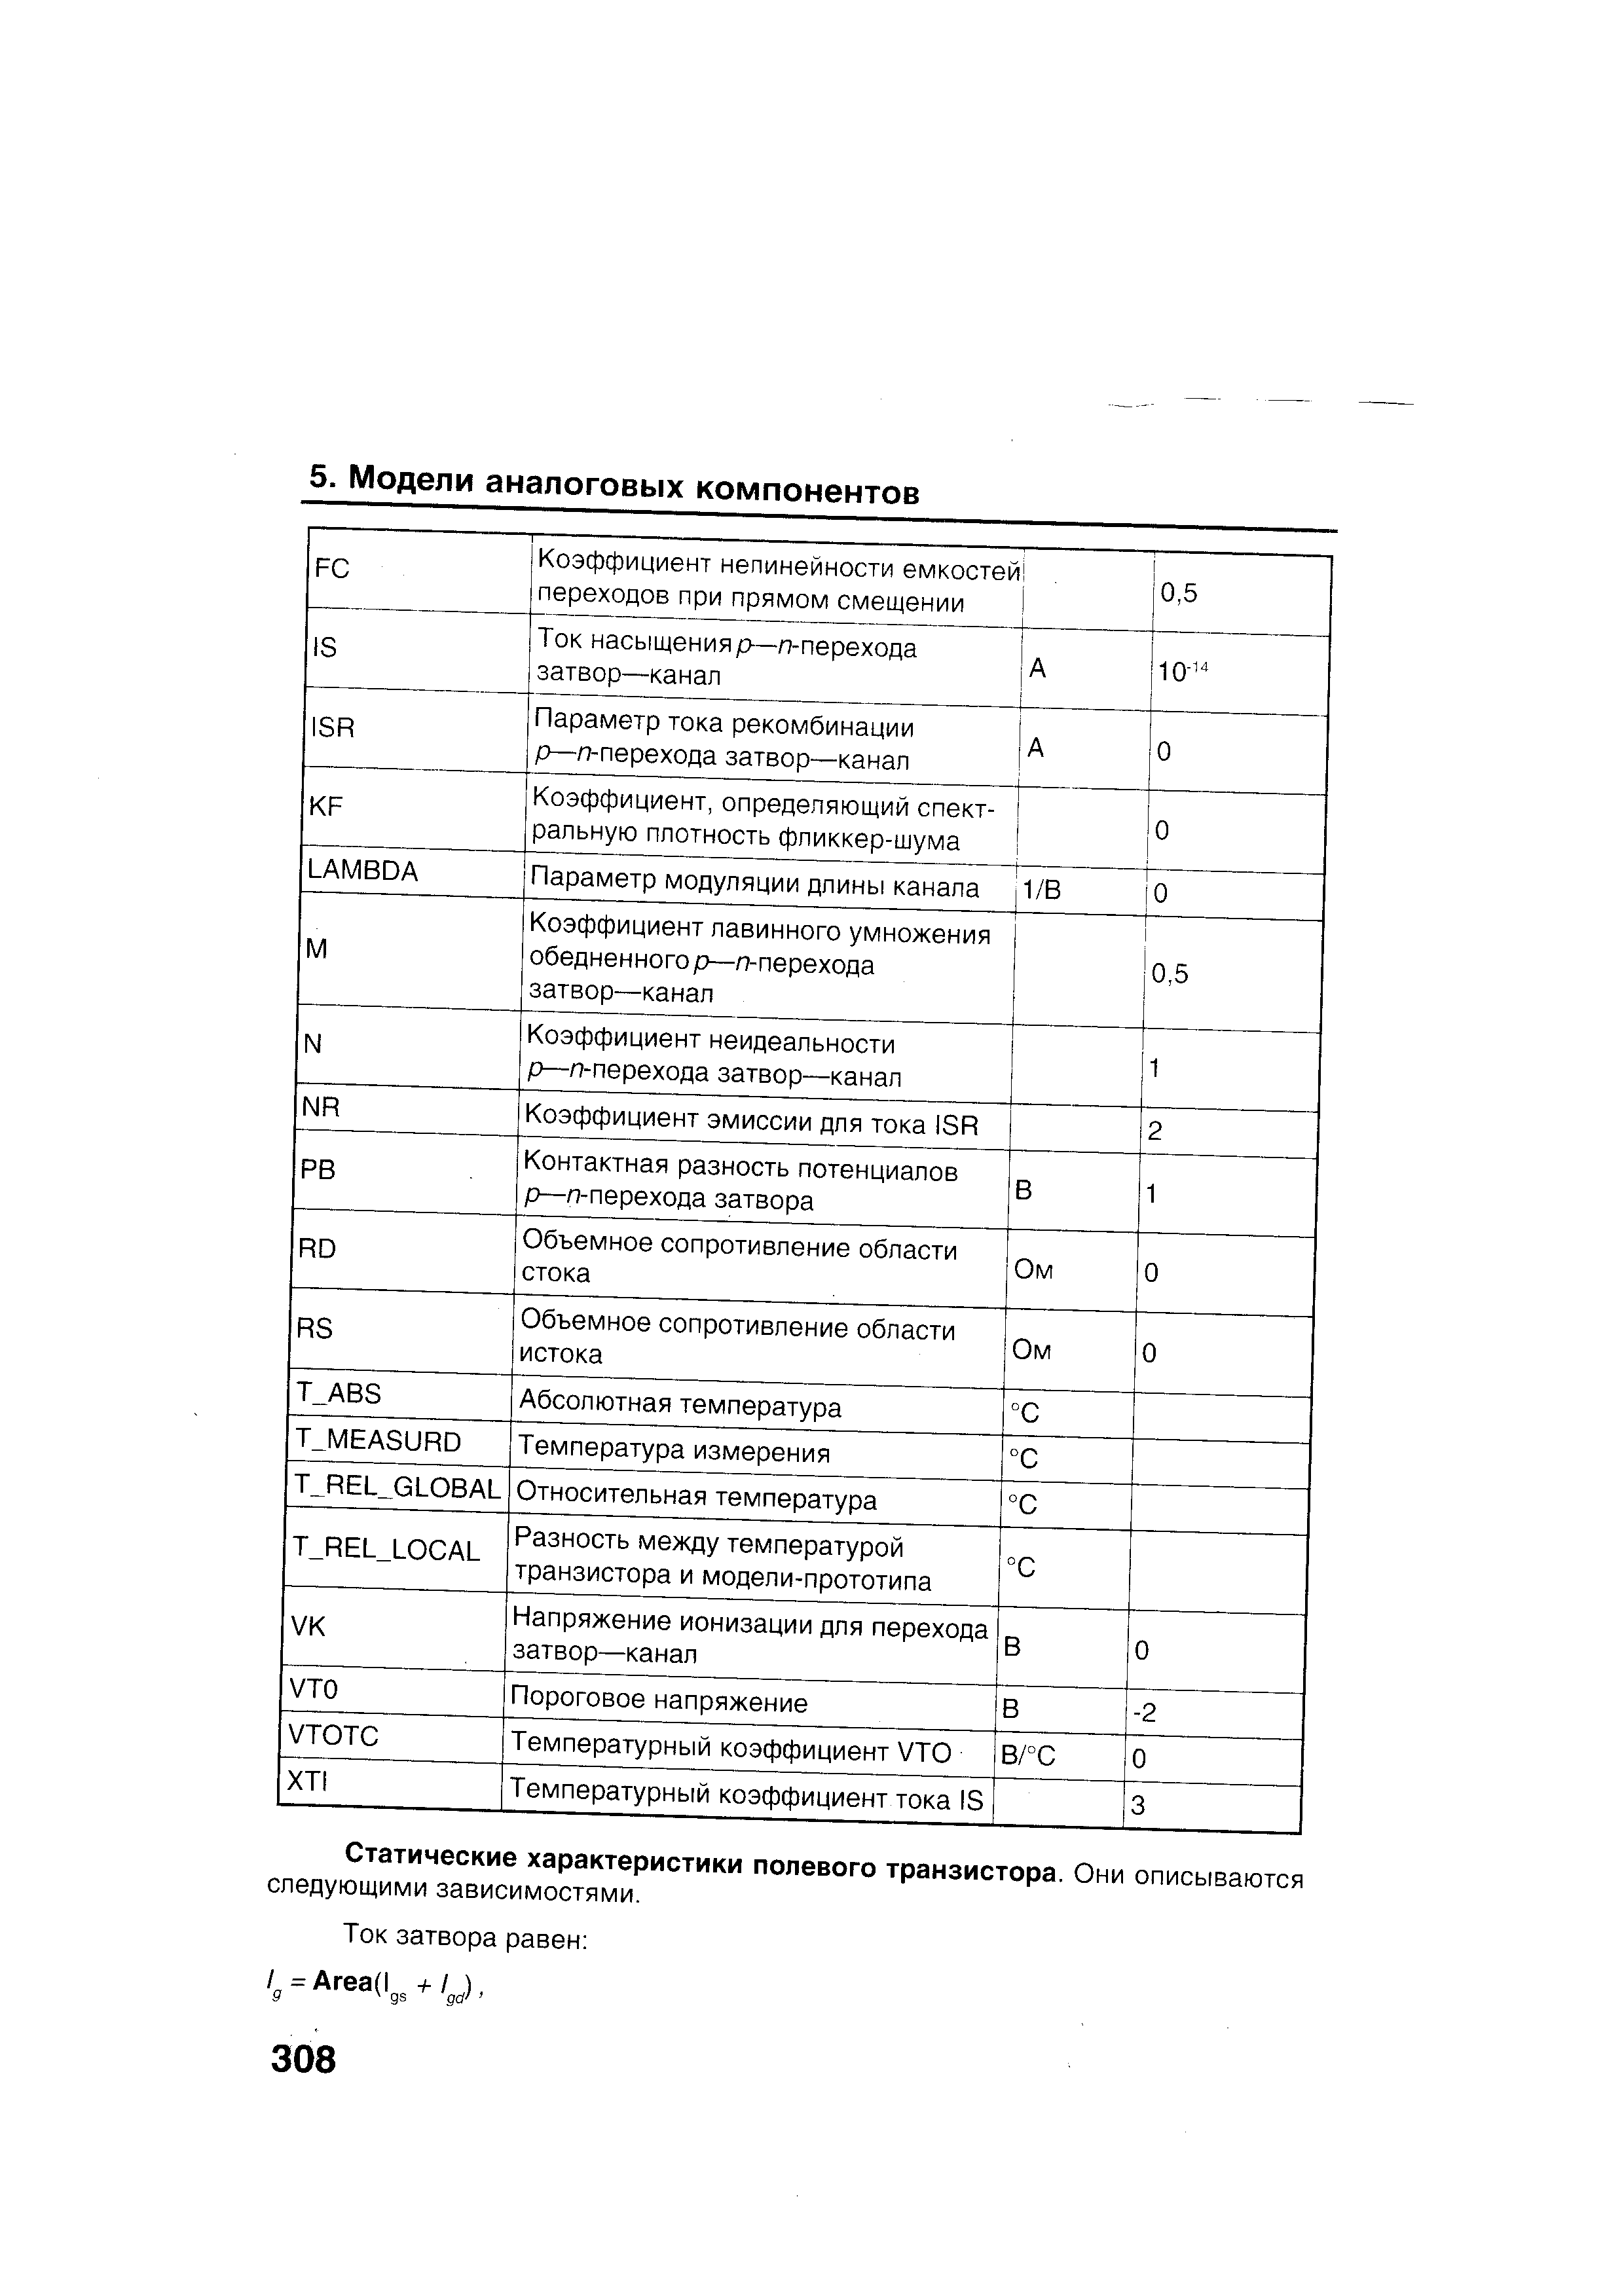 5. Модели аналоговых компонентов
FC
Коэффициент нелинейности емкостей
переходов при прямом смещении
0,5
IS
Ток насыщения p—n-перехода
затвор—канал
А
10⁻¹⁴
ISR
Параметр тока рекомбинации
p—n-перехода затвор—канал
А
0
KF
Коэффициент, определяющий спект-
ральную плотность фликкер-шума
0
LAMBDA
Параметр модуляции длины канала
1/В
0
M
Коэффициент лавинного умножения
обедненного p—n-перехода
затвор—канал
0,5
N
Коэффициент неидеальности
p—n-перехода затвор—канал
1
NR
Коэффициент эмиссии для тока ISR
2
PB
Контактная разность потенциалов
p—n-перехода затвора
В
1
RD
Объемное сопротивление области
стока
Ом
0
RS
Объемное сопротивление области
истока
Ом
0
T_ABS
Абсолютная температура
°C
T_MEASURD
Температура измерения
°C
T_REL_GLOBAL
Относительная температура
°C
T_REL_LOCAL
Разность между температурой
транзистора и модели-прототипа
°C
VK
Напряжение ионизации для перехода
затвор—канал
В
0
VT0
Пороговое напряжение
В
-2
VTOTC
Температурный коэффициент VTO
В/°C
0
XTI
Температурный коэффициент тока IS
3
Статические характеристики полевого транзистора. Они описываются
следующими зависимостями.
Ток затвора равен:
I_g = Area(I_gs + I_gd),
308